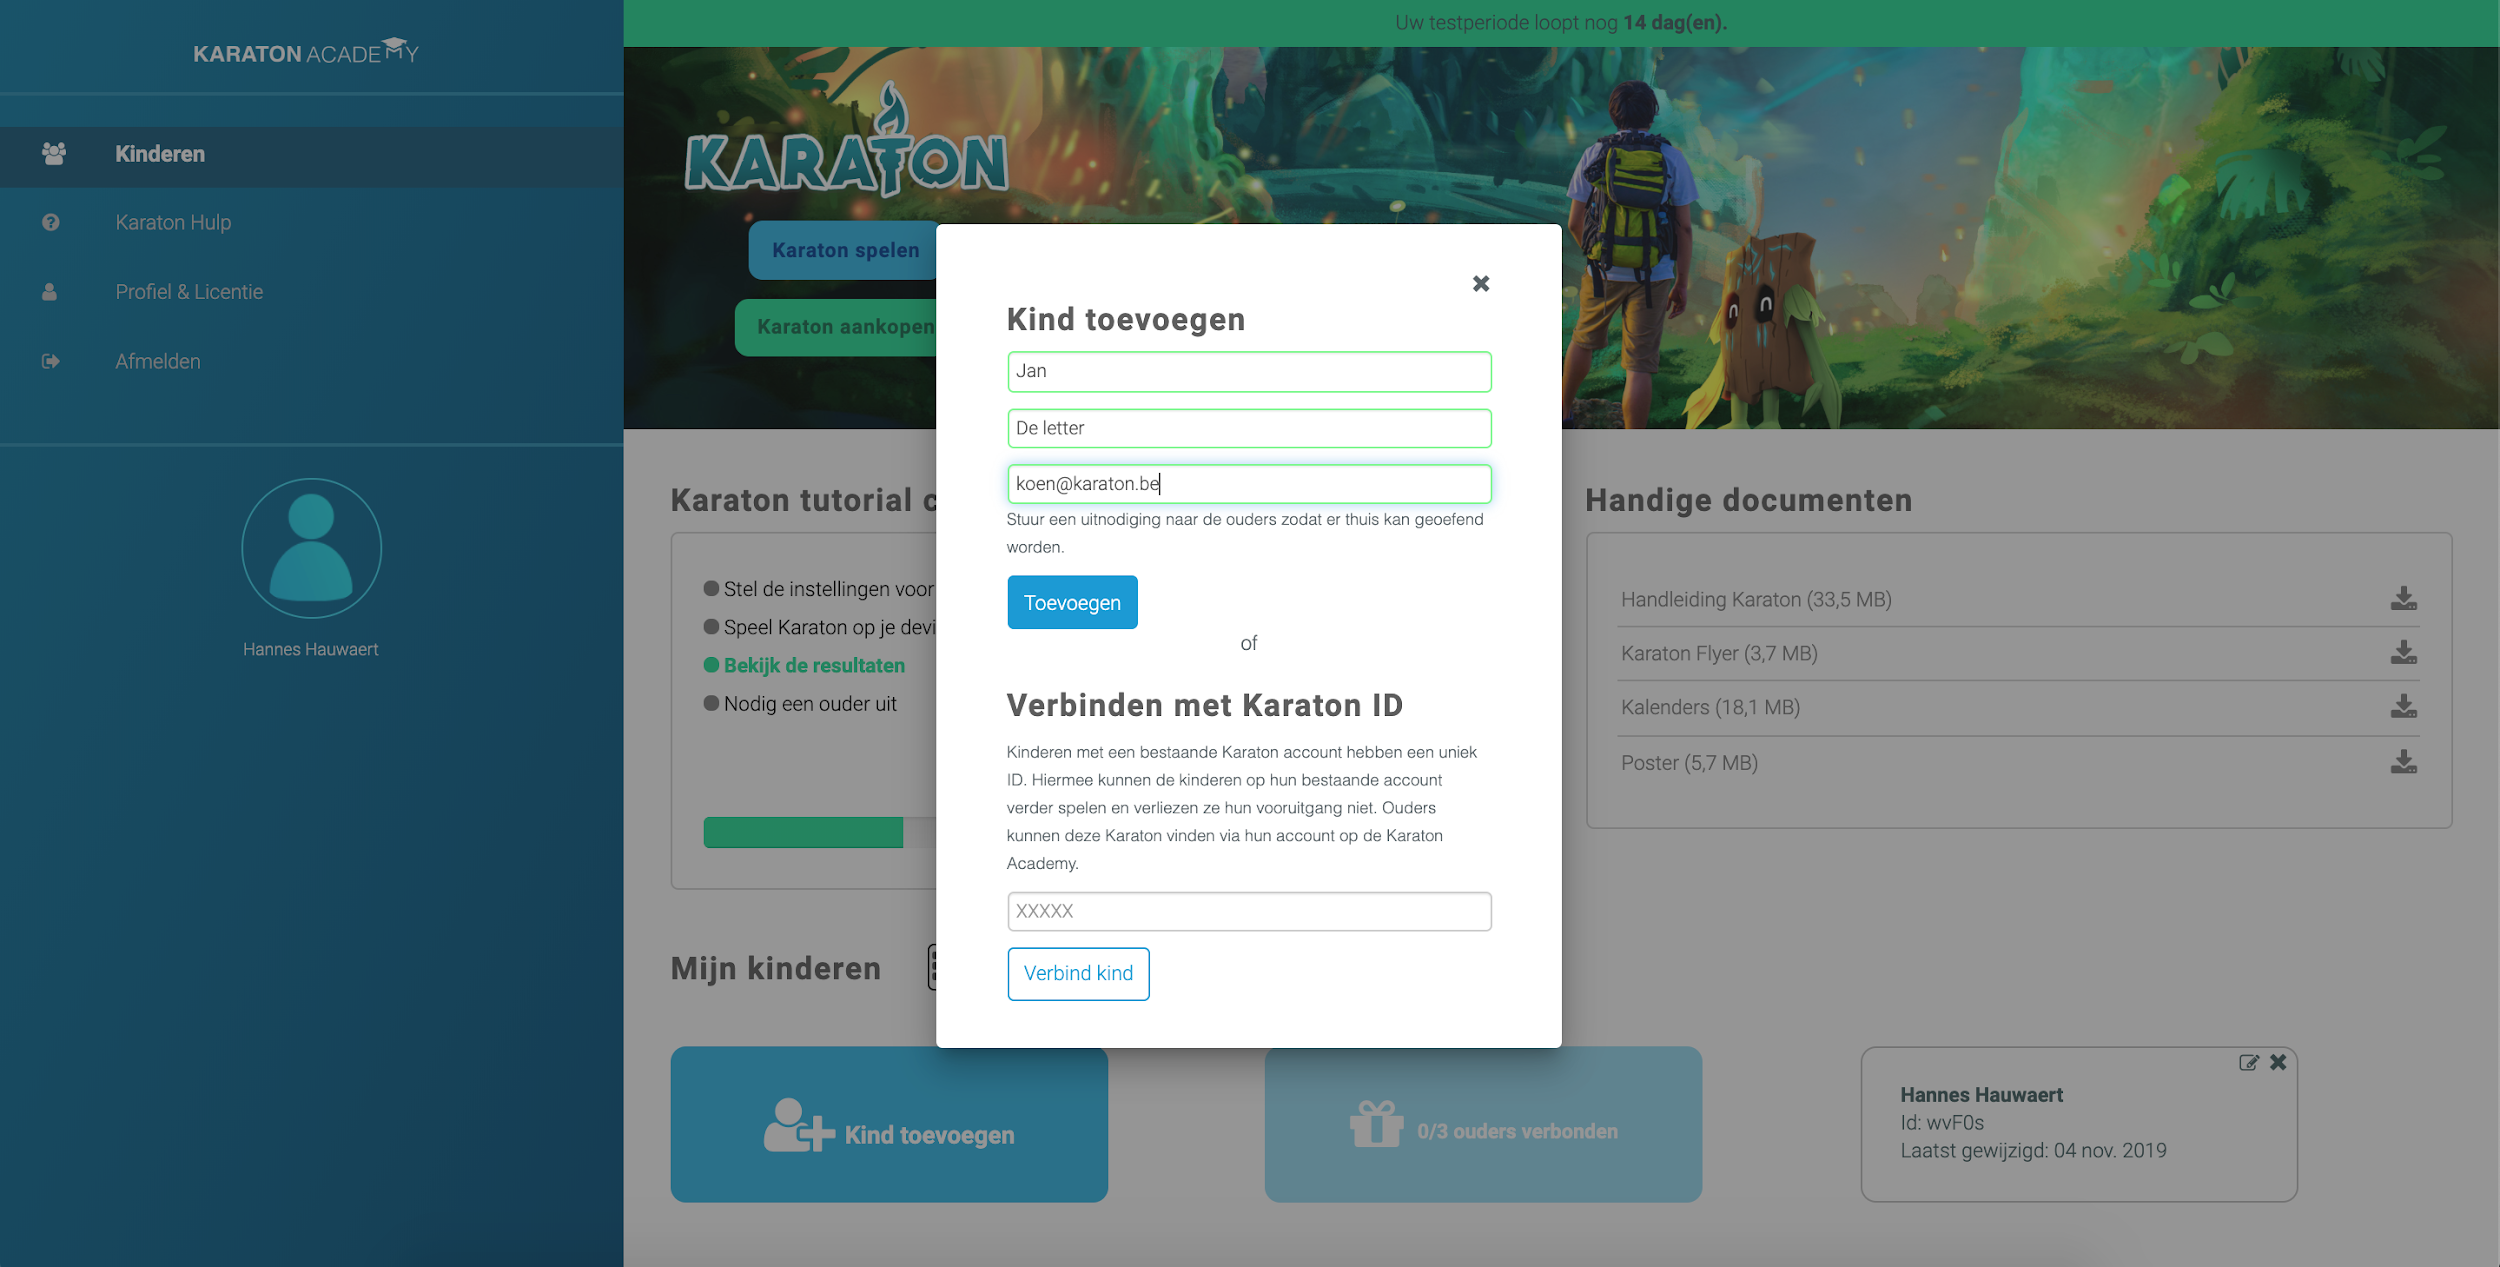 KARATON ACADEMY
Kinderen
Karaton Hulp
Profiel & Licentie
Afmelden
Hannes Hauwaert
Uw testperiode loopt nog 14 dag(en).
KARATON
Karaton spelen
Karaton aankopen
Karaton tutorial c
Stel de instellingen voor
Speel Karaton op je devi
Bekijk de resultaten
Nodig een ouder uit
Kind toevoegen
Jan
De letter
koen@karaton.be
Stuur een uitnodiging naar de ouders zodat er thuis kan geoefend
worden.
Toevoegen
of
Verbinden met Karaton ID
Kinderen met een bestaande Karaton account hebben een uniek
ID. Hiermee kunnen de kinderen op hun bestaande account
verder spelen en verliezen ze hun vooruitgang niet. Ouders
kunnen deze Karaton vinden via hun account op de Karaton
Academy.
XXXXX
Verbind kind
Handige documenten
Handleiding Karaton (33,5 MB)
Karaton Flyer (3,7 MB)
Kalenders (18,1 MB)
Poster (5,7 MB)
Mijn kinderen
Kind toevoegen
0/3 ouders verbonden
Hannes Hauwaert
Id: wvF0s
Laatst gewijzigd: 04 nov. 2019